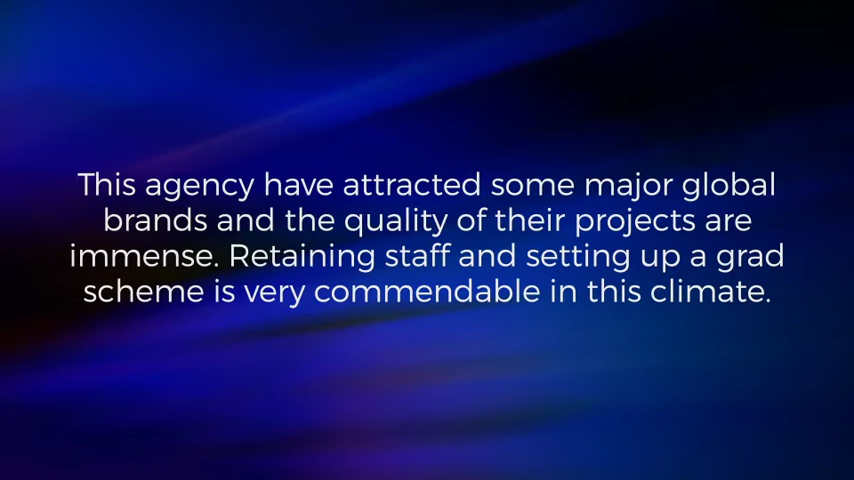 This agency have attracted some major global
brands and the quality of their projects are
immense. Retaining staff and setting up a grad
scheme is very commendable in this climate.